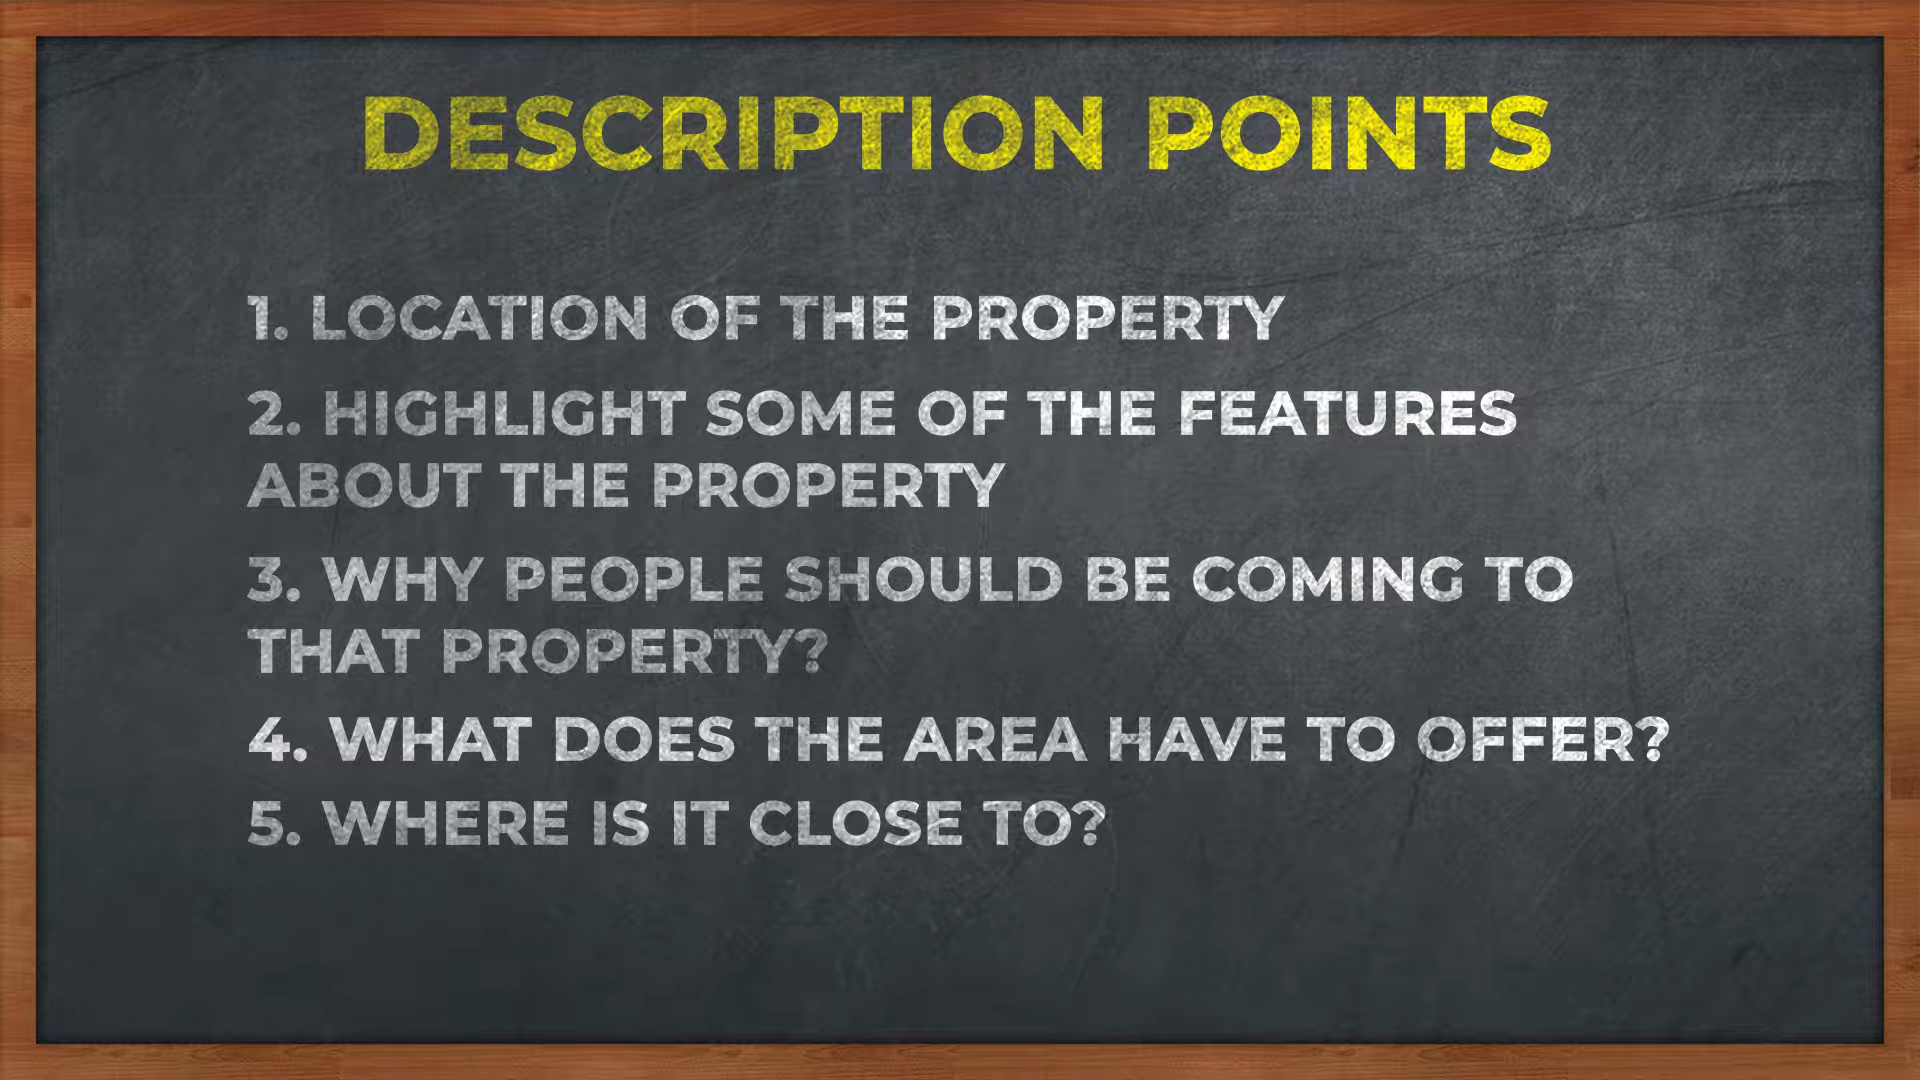 DESCRIPTION POINTS
1. LOCATION OF THE PROPERTY
2. HIGHLIGHT SOME OF THE FEATURES
ABOUT THE PROPERTY
3. WHY PEOPLE SHOULD BE COMING TO
THAT PROPERTY?
4. WHAT DOES THE AREA HAVE TO OFFER?
5. WHERE IS IT CLOSE TO?